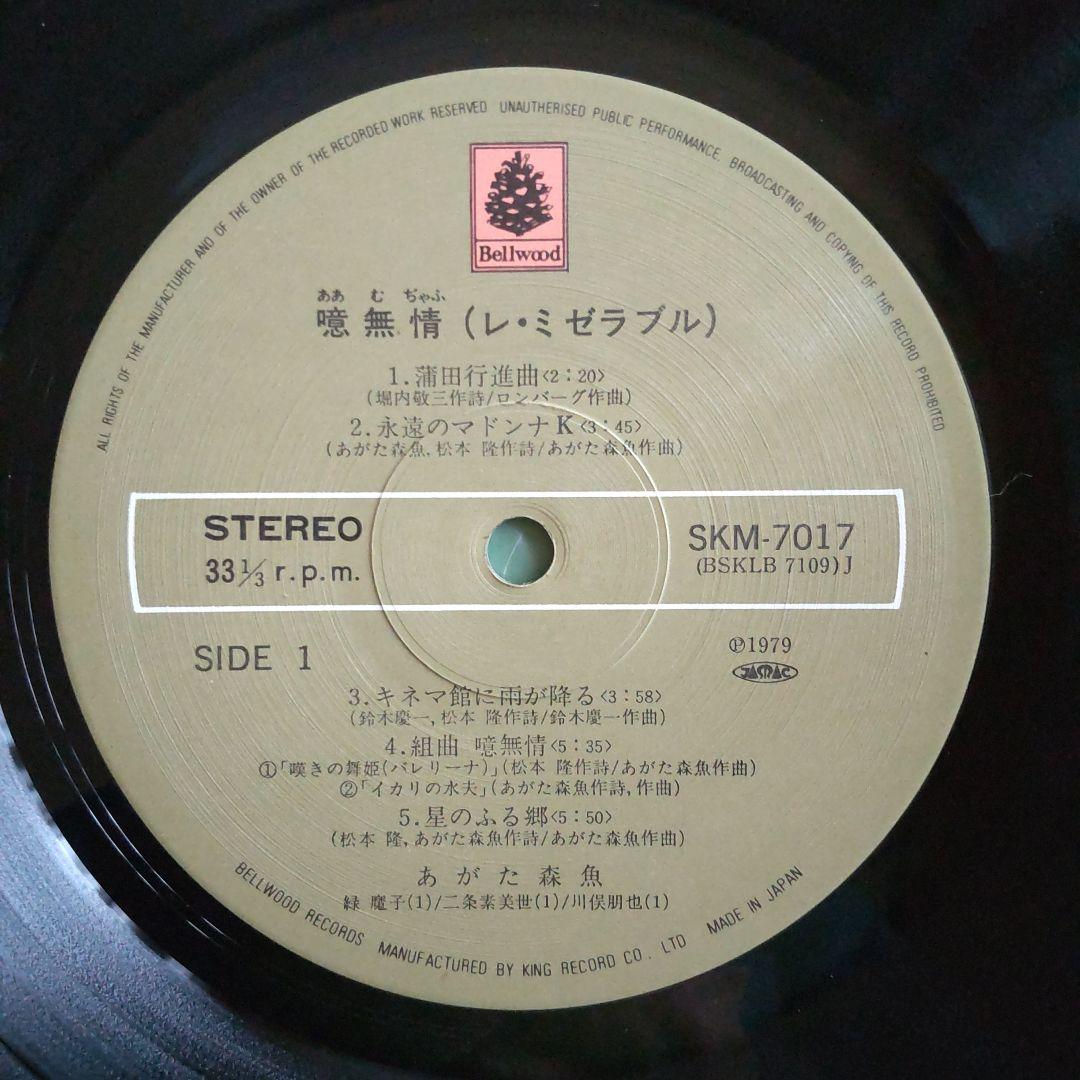 ALL RIGHTS OF THE MANUFACTURER AND OF THE OWNER OF THE RECORDED WORK RESERVED UNAUTHERISED PUBLIC PERFORMANCE, BROADCASTING AND COPYING OF THIS RECORD PROHIBITED
Bellwood
ああ む ぢゃふ
噫無情(レ・ミゼラブル)
1.蒲田行進曲<2:20>
(堀内敬三作詩/ロンバーグ作曲)
2.永遠のマドンナK<3:45>
(あがた森魚,松本 隆作詩/あがた森魚作曲)
STEREO
33 1/3 r.p.m.
SKM-7017
(BSKLB 7109)J
SIDE 1
℗1979
JASRAC
3.キネマ館に雨が降る<3:58>
(鈴木慶一,松本 隆作詩/鈴木慶一作曲)
4.組曲 噫無情<5:35>
①「嘆きの舞姫(バレリーナ)」(松本 隆作詩/あがた森魚作曲)
②「イカリの水夫」(あがた森魚作詩,作曲)
5.星のふる郷<5:50>
(松本 隆,あがた森魚作詩/あがた森魚作曲)
あがた森魚
緑 魔子(1)/二条素美世(1)/川俣朋也(1)
BELLWOOD RECORDS MANUFACTURED BY KING RECORD CO., LTD MADE IN JAPAN